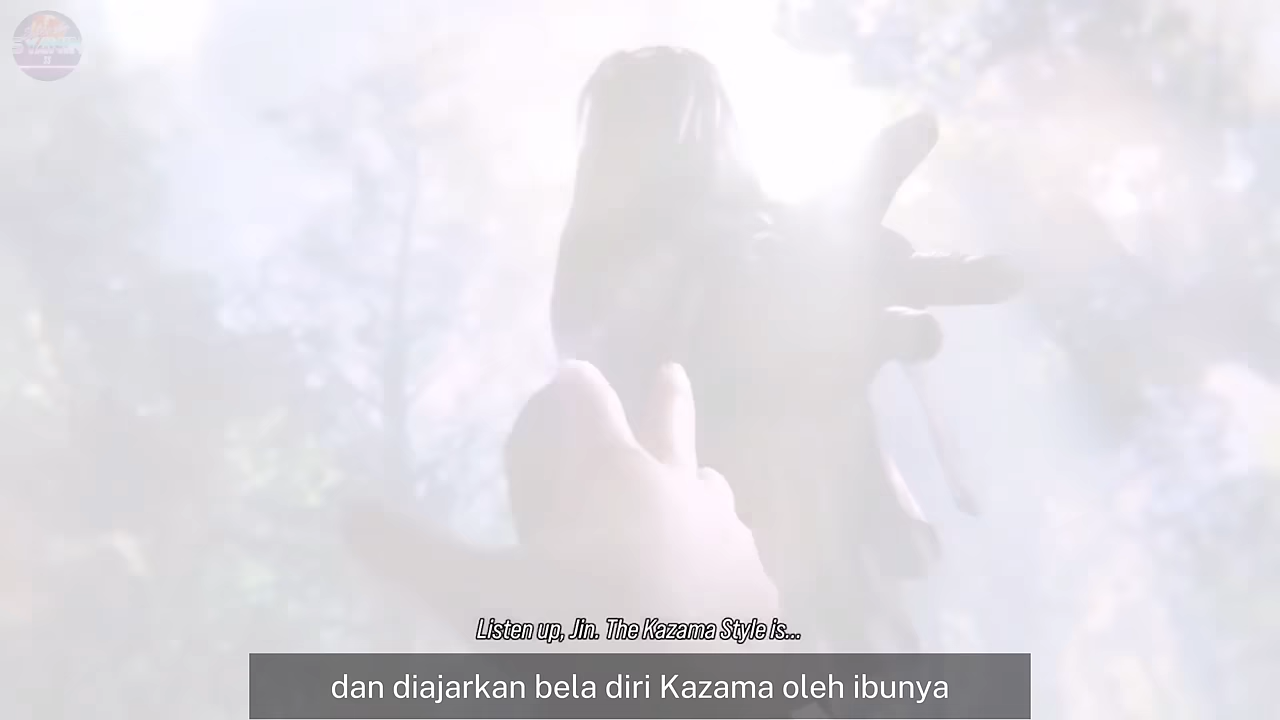 Listen up, Jin. The Kazama Style is...
dan diajarkan bela diri Kazama oleh ibunya